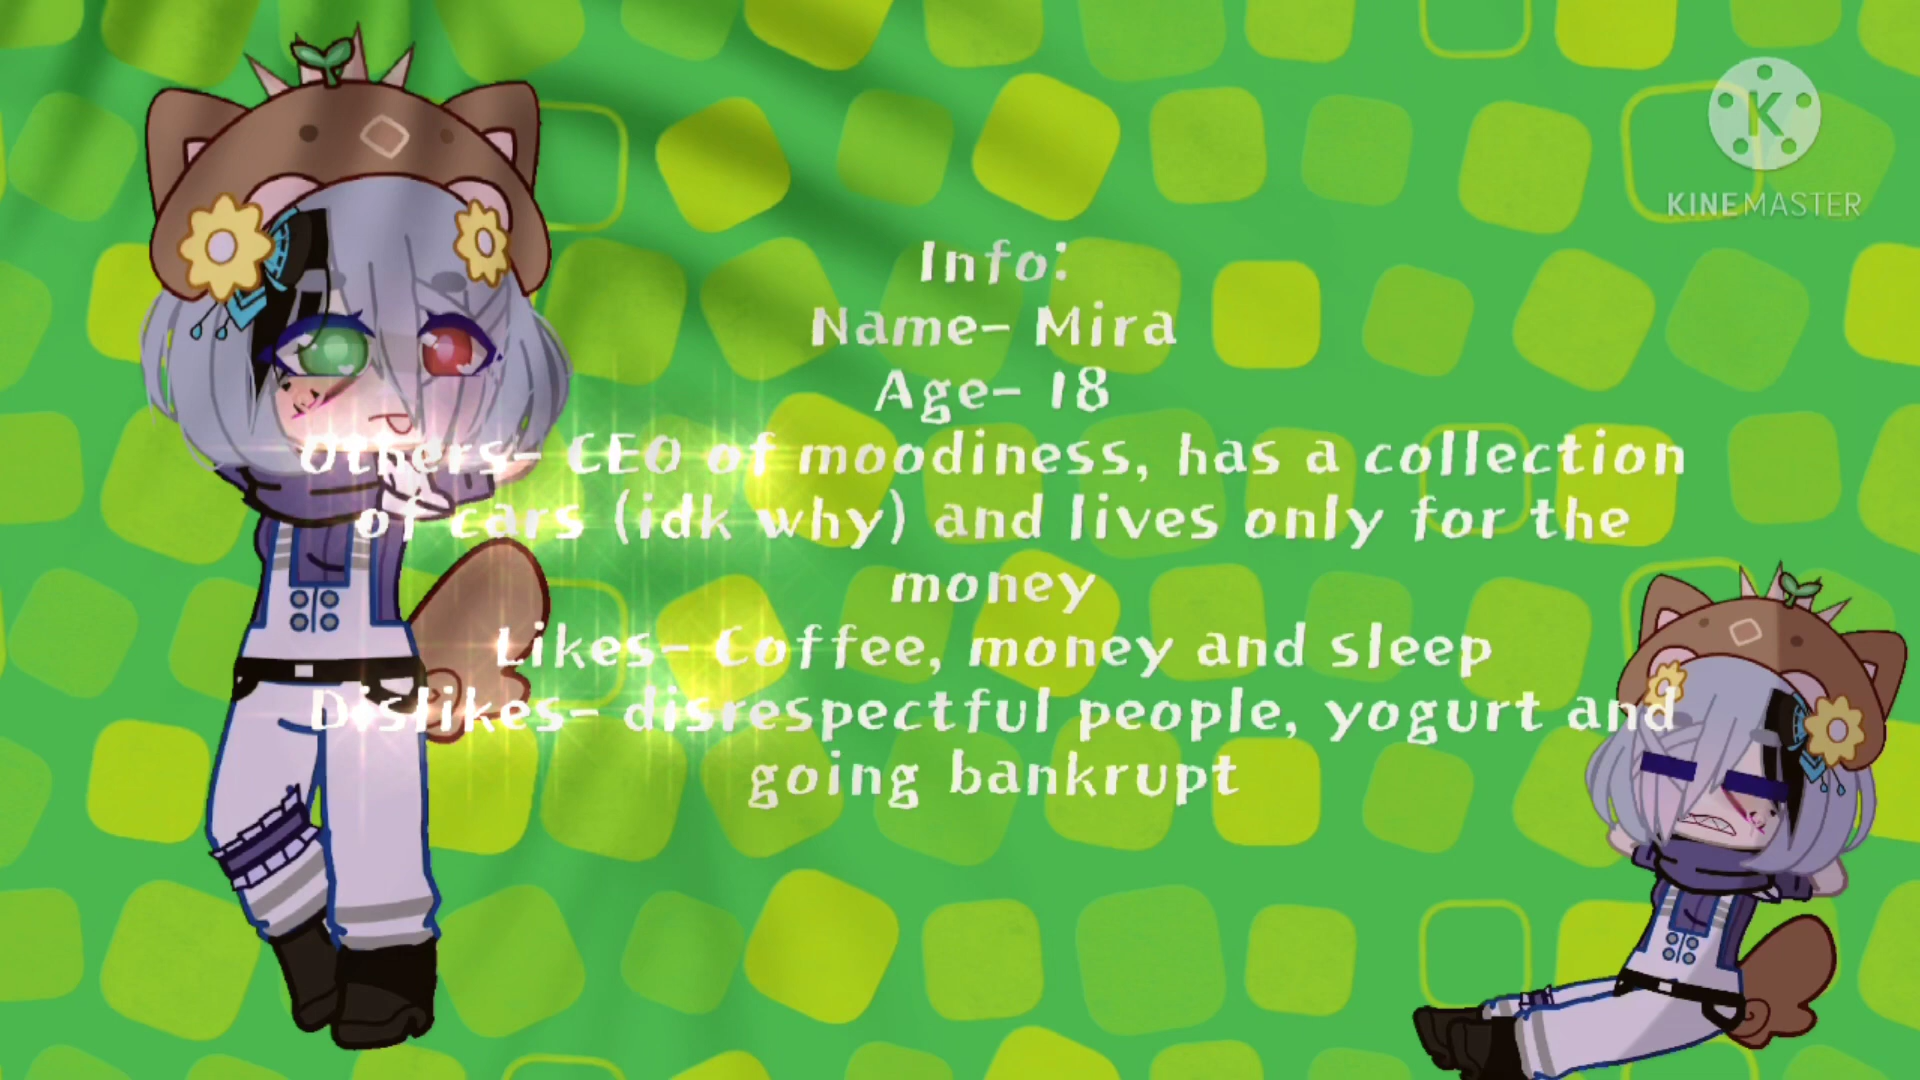 K
KINEMASTER
Info:
Name- Mira
Age- 18
Others- CEO of moodiness, has a collection
of cars (idk why) and lives only for the
money
Likes- Coffee, money and sleep
Dislikes- disrespectful people, yogurt and
going bankrupt